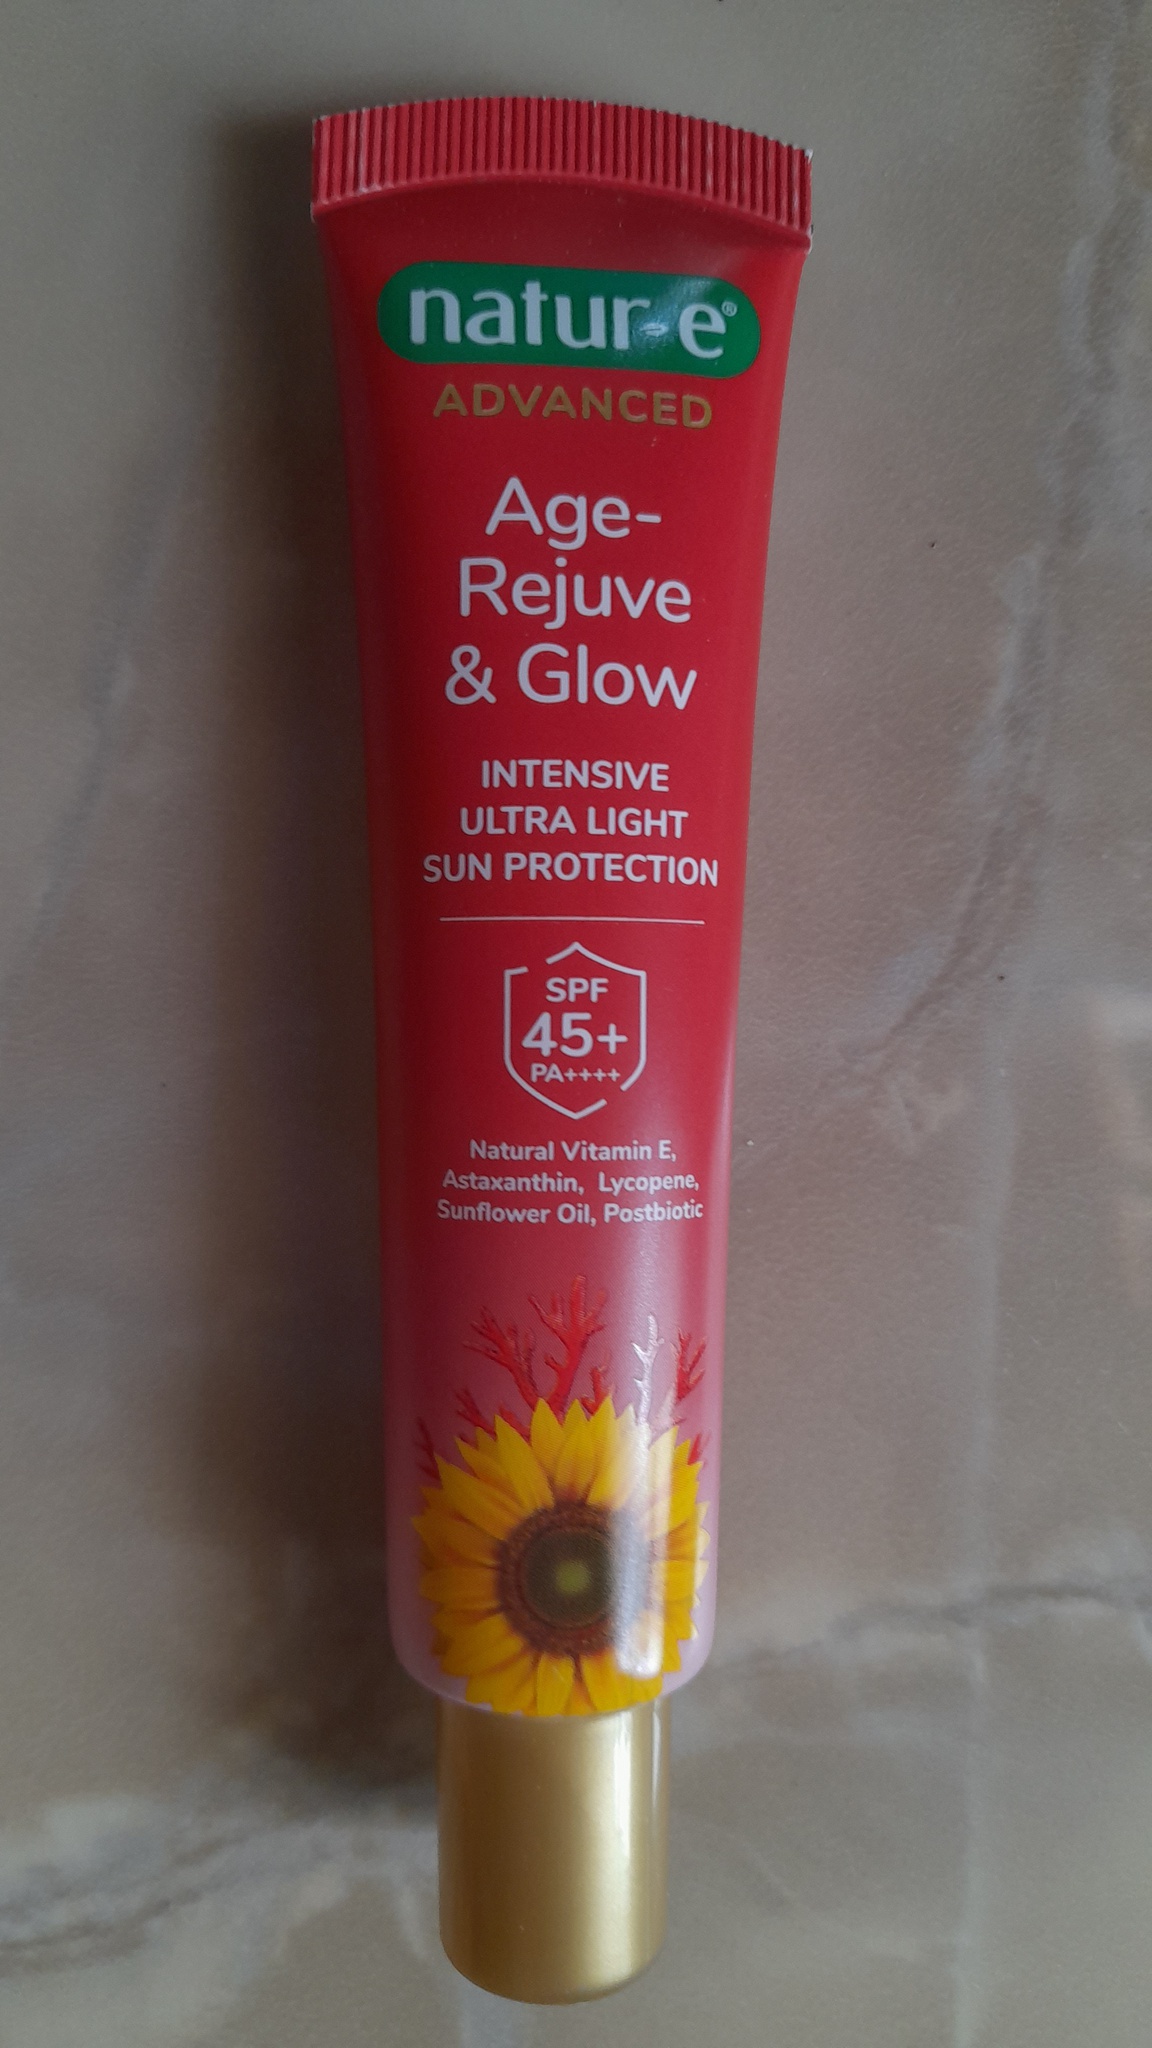 natur-e®
ADVANCED
Age-
Rejuve
& Glow
INTENSIVE
ULTRA LIGHT
SUN PROTECTION
SPF
45+
PA++++
Natural Vitamin E,
Astaxanthin, Lycopene,
Sunflower Oil, Postbiotic